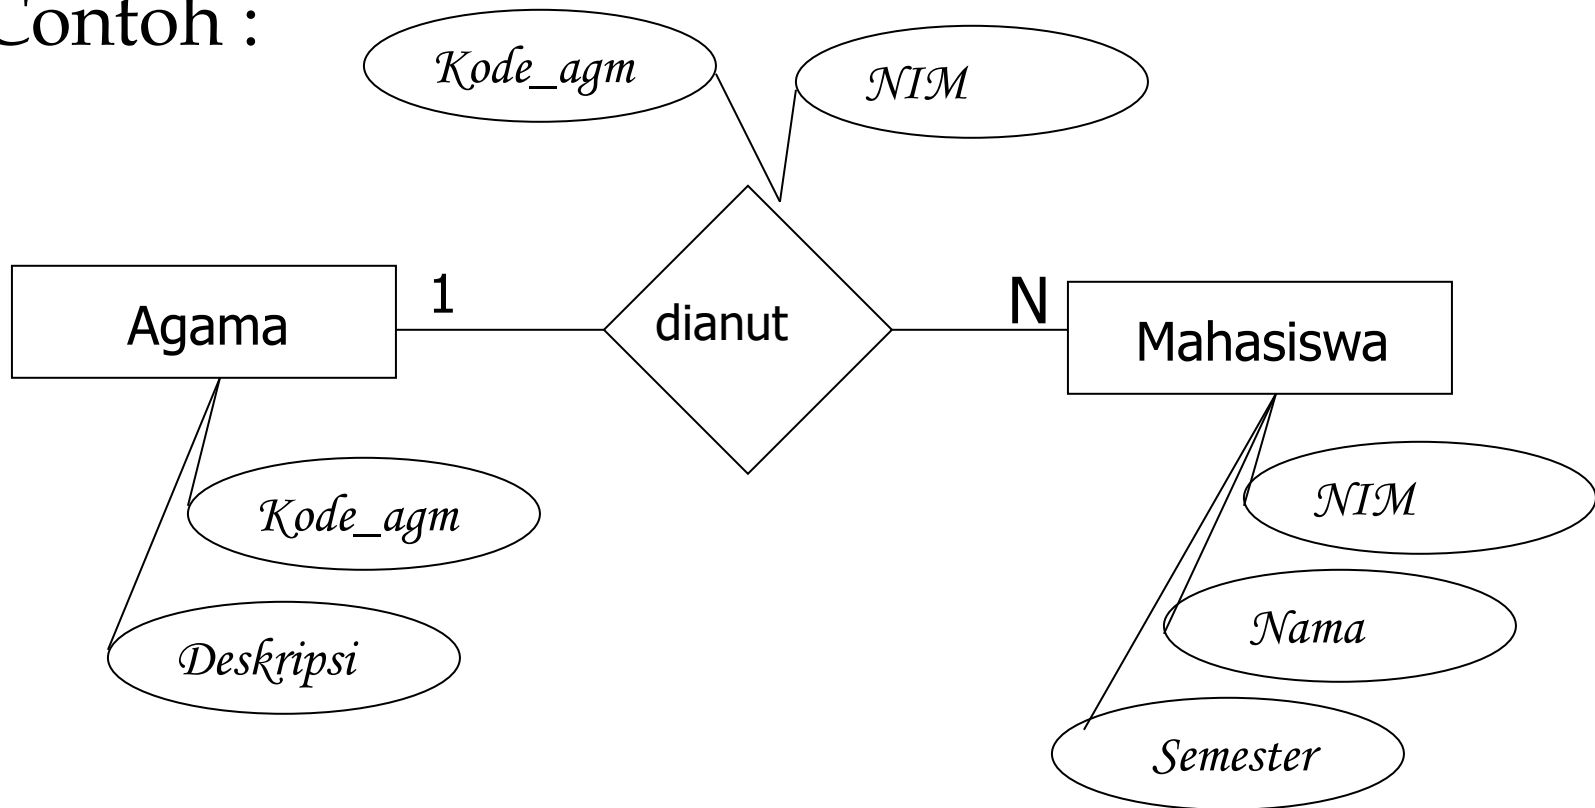 Contoh :
Kode_agm
NIM
Agama
1
dianut
N
Mahasiswa
Kode_agm
Deskripsi
NIM
Nama
Semester